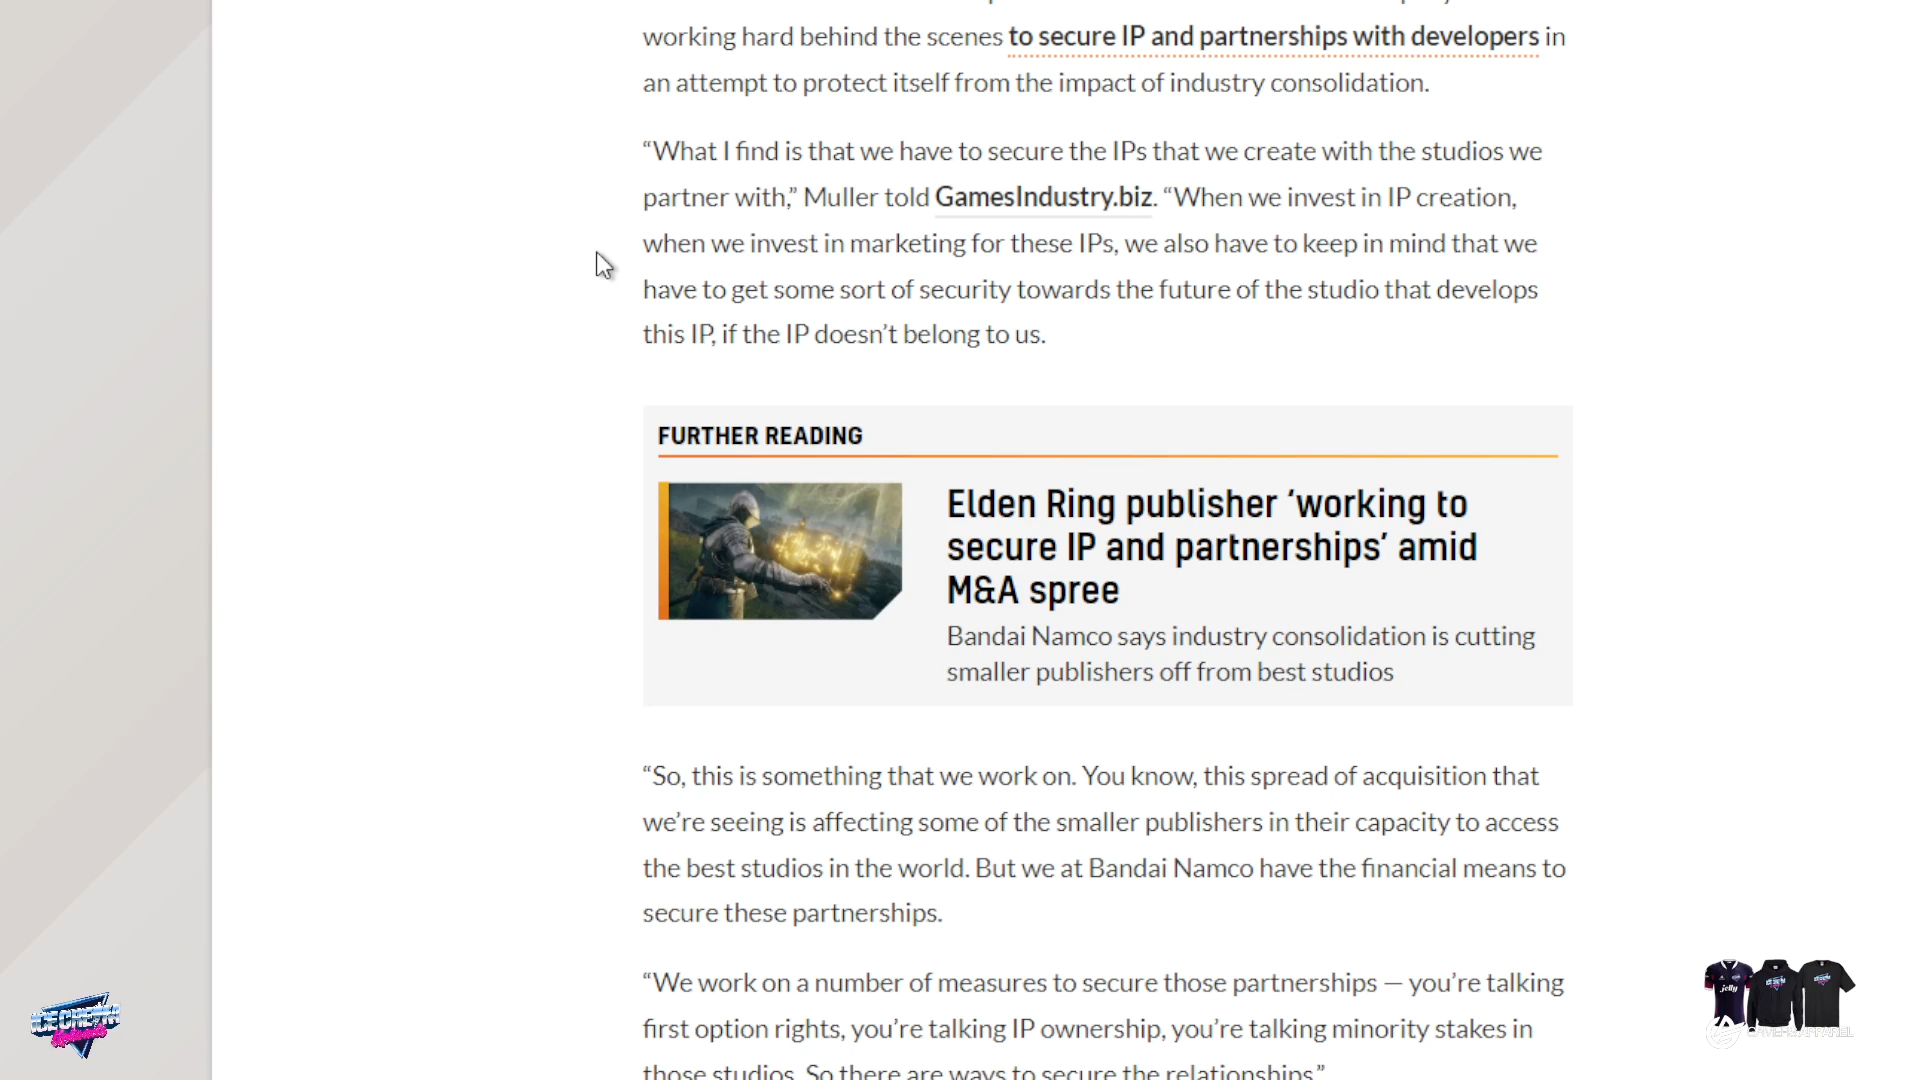 working hard behind the scenes to secure IP and partnerships with developers in
an attempt to protect itself from the impact of industry consolidation.
“What I find is that we have to secure the IPs that we create with the studios we
partner with,” Muller told GamesIndustry.biz. “When we invest in IP creation,
when we invest in marketing for these IPs, we also have to keep in mind that we
have to get some sort of security towards the future of the studio that develops
this IP, if the IP doesn’t belong to us.
FURTHER READING
Elden Ring publisher ‘working to
secure IP and partnerships’ amid
M&A spree
Bandai Namco says industry consolidation is cutting
smaller publishers off from best studios
“So, this is something that we work on. You know, this spread of acquisition that
we’re seeing is affecting some of the smaller publishers in their capacity to access
the best studios in the world. But we at Bandai Namco have the financial means to
secure these partnerships.
“We work on a number of measures to secure those partnerships — you’re talking
first option rights, you’re talking IP ownership, you’re talking minority stakes in
those studios. So there are ways to secure the relationships.”
jelly